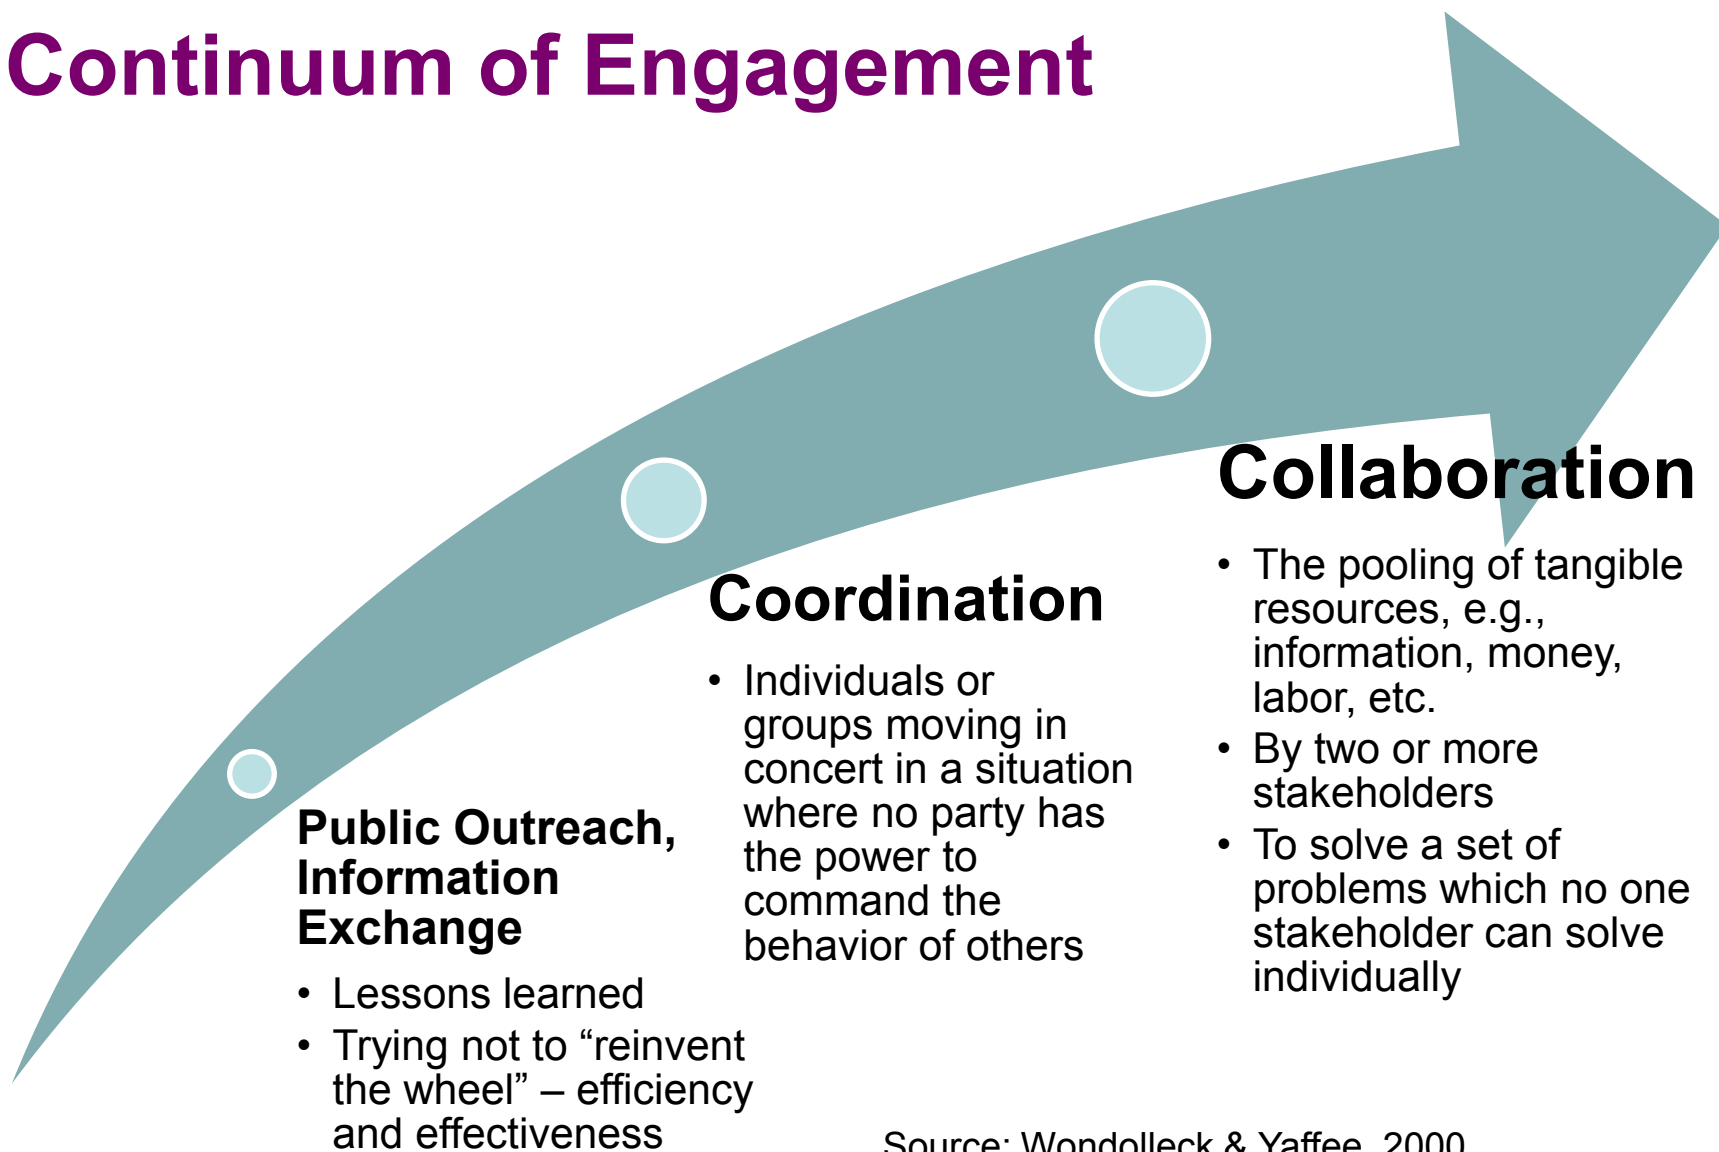 Continuum of Engagement
Public Outreach,
Information
Exchange
• Lessons learned
• Trying not to “reinvent
the wheel” – efficiency
and effectiveness
Coordination
• Individuals or
groups moving in
concert in a situation
where no party has
the power to
command the
behavior of others
Collaboration
• The pooling of tangible
resources, e.g.,
information, money,
labor, etc.
• By two or more
stakeholders
• To solve a set of
problems which no one
stakeholder can solve
individually
Source: Wondolleck & Yaffee, 2000